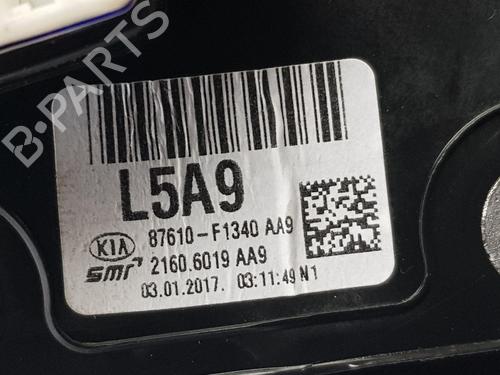 B-PARTS
L5A9
KIA 87610-F1340 AA9
smr 2160.6019 AA9
03.01.2017. 03:11:49 N1